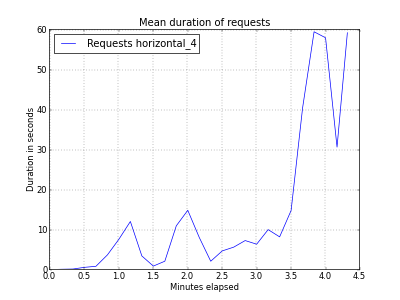 Mean duration of requests
Requests horizontal_4
Duration in seconds
60
50
40
30
20
10
0
0.0 0.5 1.0 1.5 2.0 2.5 3.0 3.5 4.0 4.5
Minutes elapsed